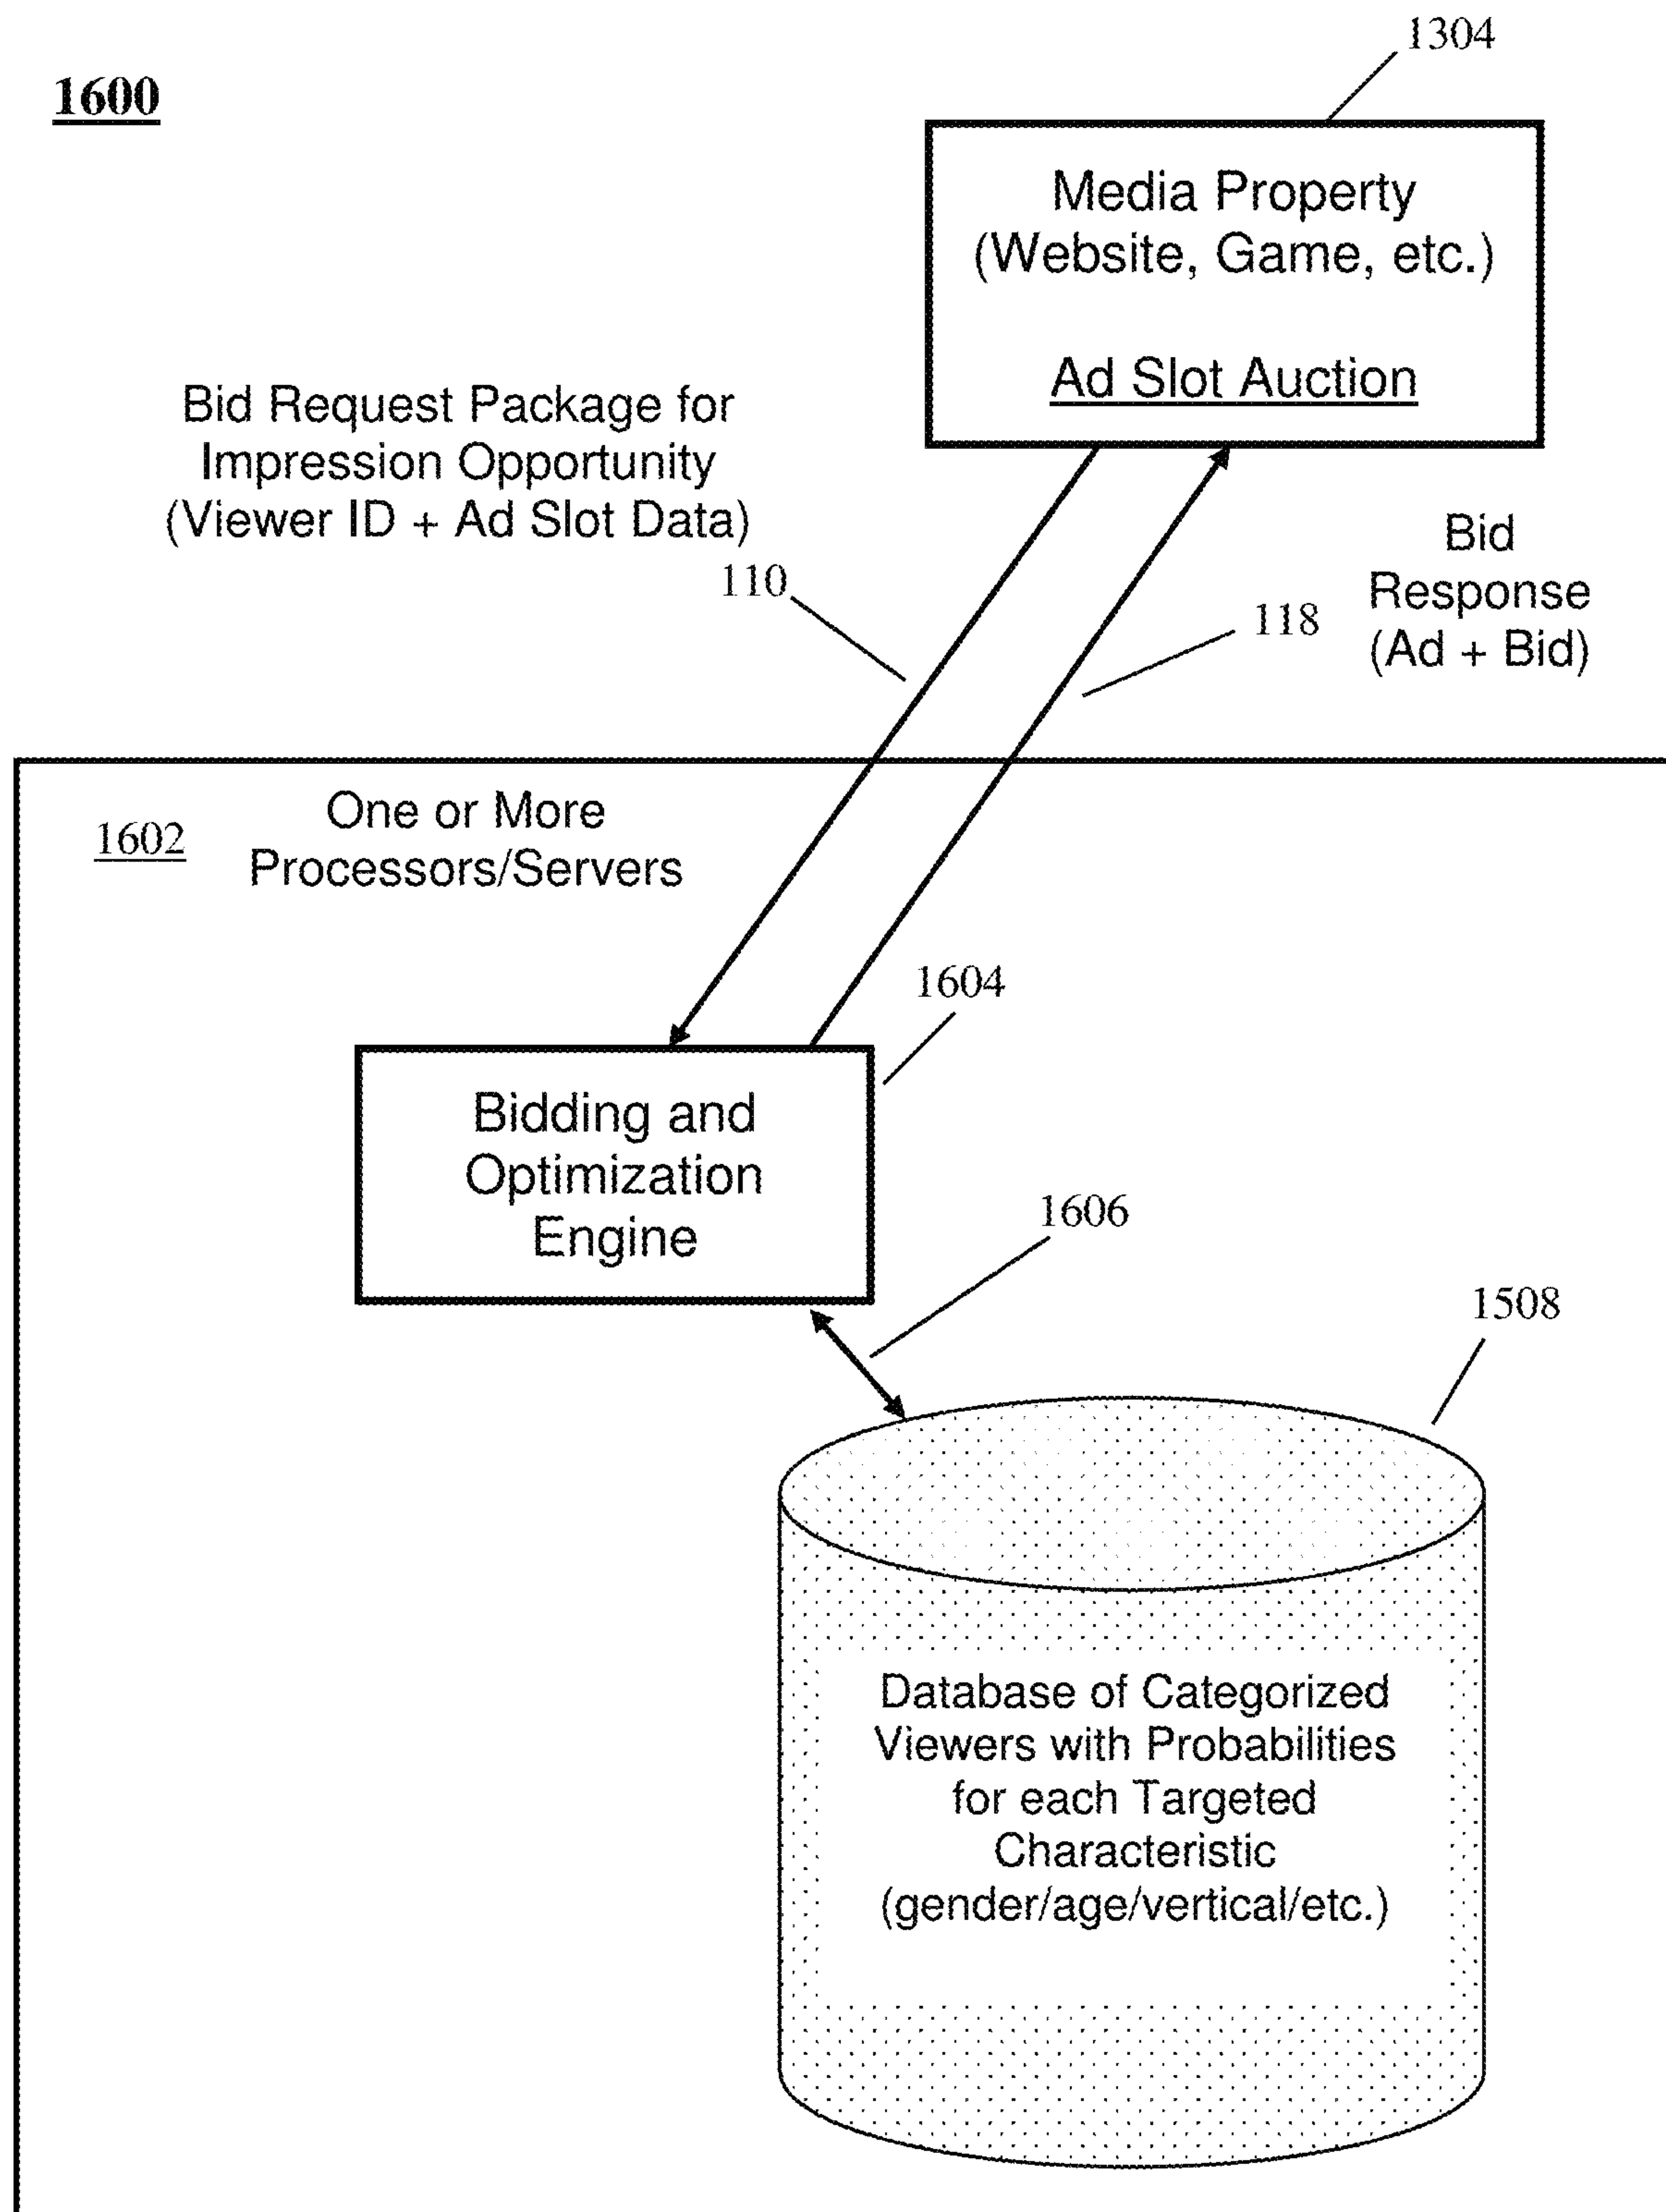 1304
1600
Media Property
(Website, Game, etc.)
Ad Slot Auction
Bid Request Package for
Impression Opportunity
(Viewer ID + Ad Slot Data)
110
Bid
Response
(Ad + Bid)
118
1602
One or More
Processors/Servers
1604
Bidding and
Optimization
Engine
1606
1508
Database of Categorized
Viewers with Probabilities
for each Targeted
Characteristic
(gender/age/vertical/etc.)